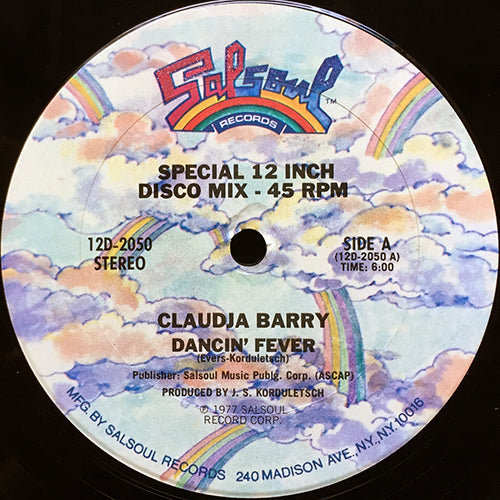 Salsoul TM
RECORDS
SPECIAL 12 INCH
DISCO MIX - 45 RPM
12D-2050
STEREO
SIDE A
(12D-2050 A)
TIME: 6:00
CLAUDJA BARRY
DANCIN' FEVER
(Evers-Korduletsch)
Publisher: Salsoul Music Publg. Corp. (ASCAP)
PRODUCED BY J. S. KORDULETSCH
℗ 1977 SALSOUL
RECORD CORP.
MFG. BY SALSOUL RECORDS 240 MADISON AVE., N.Y., N.Y. 10016